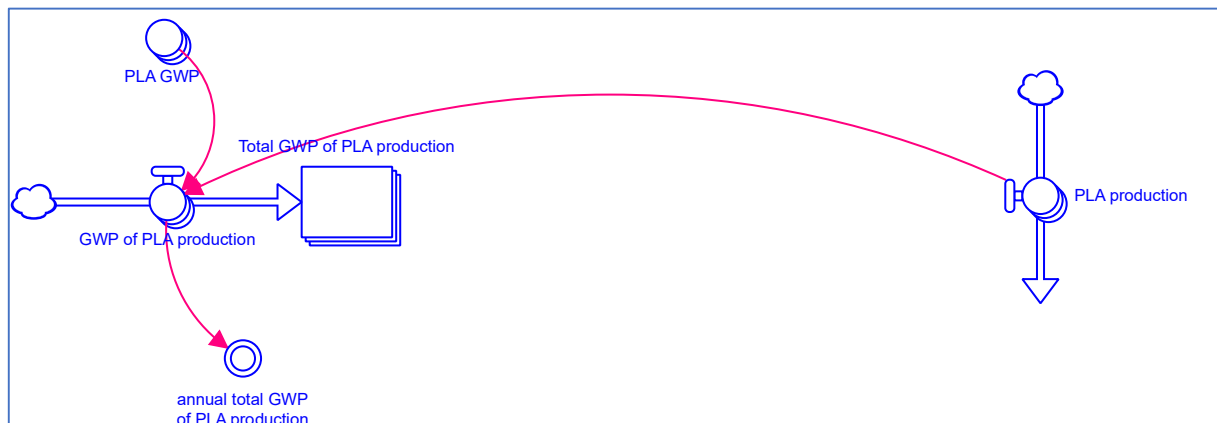 PLA GWP
Total GWP of PLA production
PLA production
GWP of PLA production
annual total GWP
of PLA production